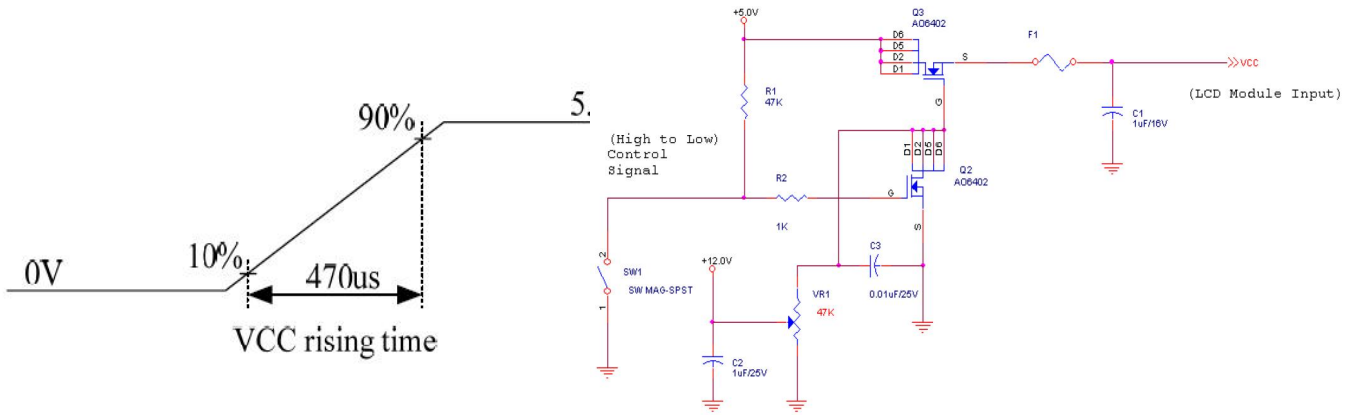 0V
10%
90%
5.
470us
VCC rising time
+5.0V
Q3
AO6402
D6
D5
D2
D1
S
G
F1
VCC
(LCD Module Input)
C1
1uF/16V
R1
47K
(High to Low)
Control
Signal
R2
1K
D1
D2
D5
D6
G
Q2
AO6402
S
2
SW1
SW MAG-SPST
1
+12.0V
C3
0.01uF/25V
VR1
47K
C2
1uF/25V